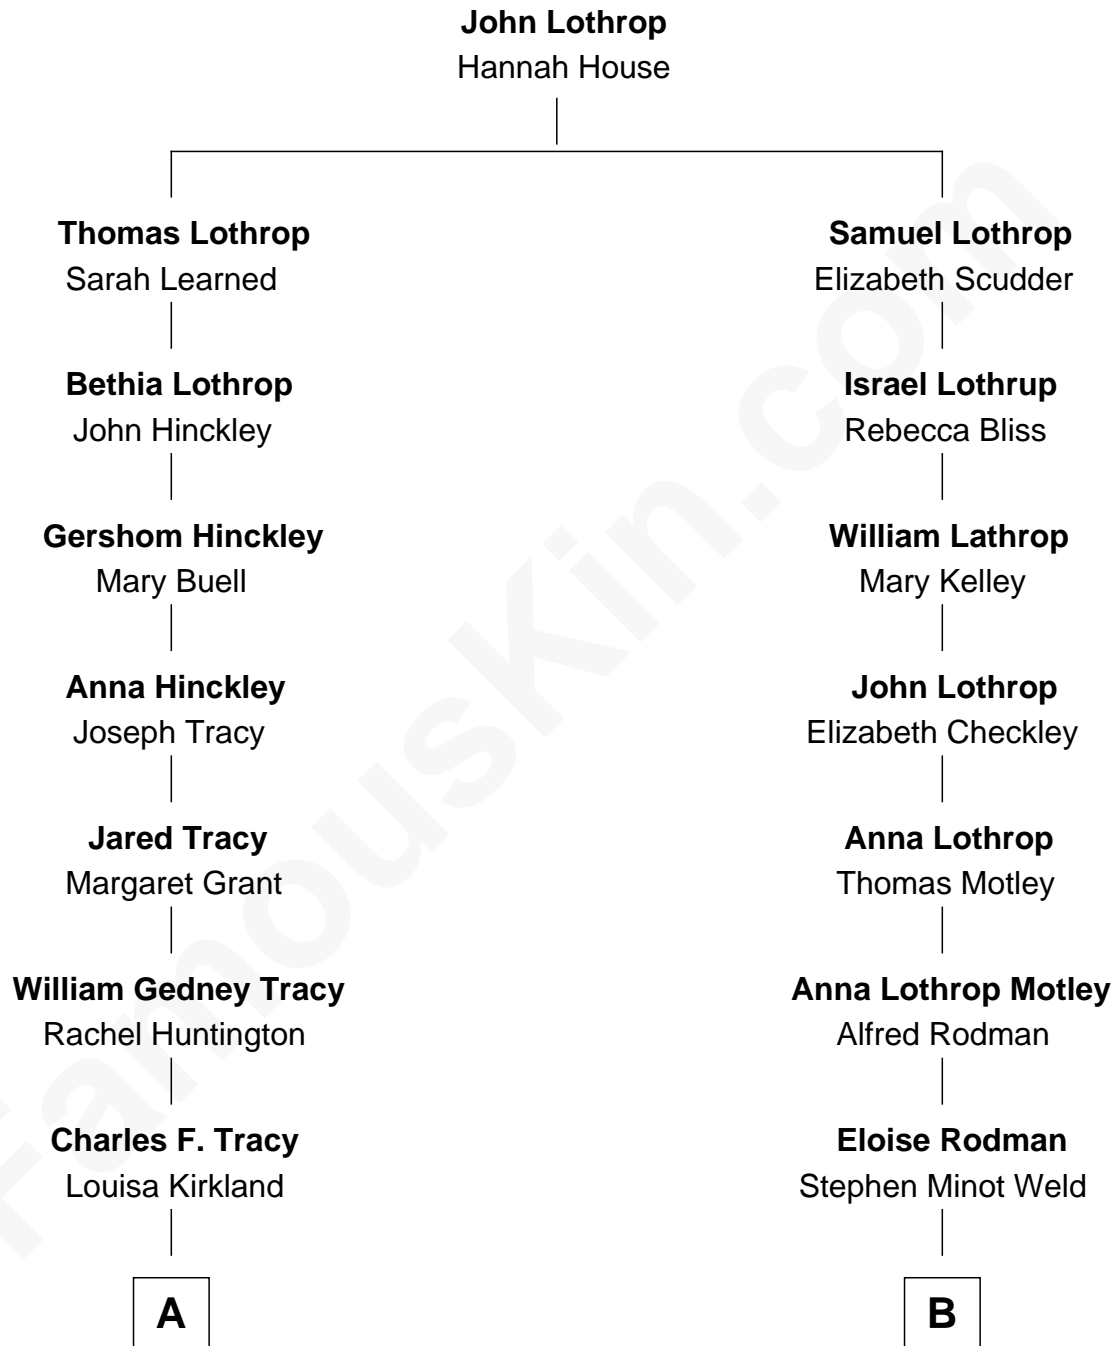 John Lothrop
Hannah House
Thomas Lothrop
Sarah Learned
Samuel Lothrop
Elizabeth Scudder
Bethia Lothrop
John Hinckley
Israel Lothrup
Rebecca Bliss
Gershom Hinckley
Mary Buell
William Lathrop
Mary Kelley
Anna Hinckley
Joseph Tracy
John Lothrop
Elizabeth Checkley
Jared Tracy
Margaret Grant
Anna Lothrop
Thomas Motley
William Gedney Tracy
Rachel Huntington
Anna Lothrop Motley
Alfred Rodman
Charles F. Tracy
Louisa Kirkland
Eloise Rodman
Stephen Minot Weld
A
B
FamousKin.com